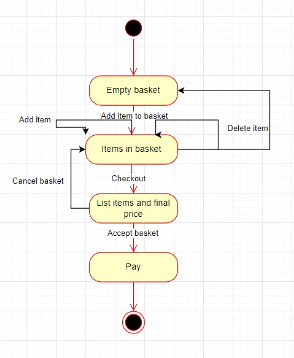 Empty basket
Add item
Add Item to basket
Delete item
Items in basket
Cancel basket
Checkout
List items and final
price
Accept basket
Pay